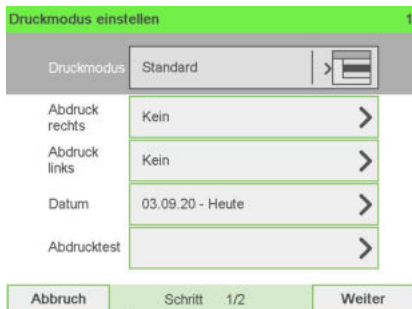 Druckmodus einstellen 1
Druckmodus Standard
Abdruck
rechts
Kein
Abdruck
links
Kein
Datum 03.09.20 - Heute
Abdrucktest
Abbruch Schritt 1/2 Weiter